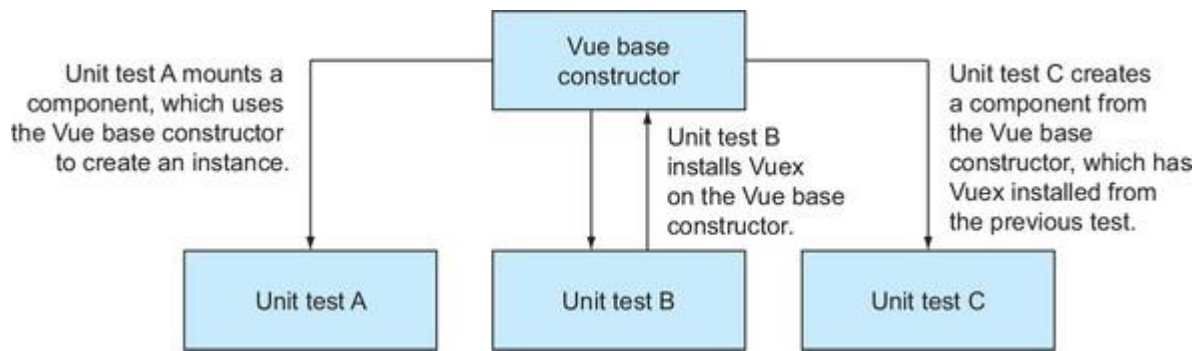 Vue base
constructor
Unit test A mounts a
component, which uses
the Vue base constructor
to create an instance.
Unit test B
installs Vuex
on the Vue base
constructor.
Unit test C creates
a component from
the Vue base
constructor, which has
Vuex installed from
the previous test.
Unit test A
Unit test B
Unit test C